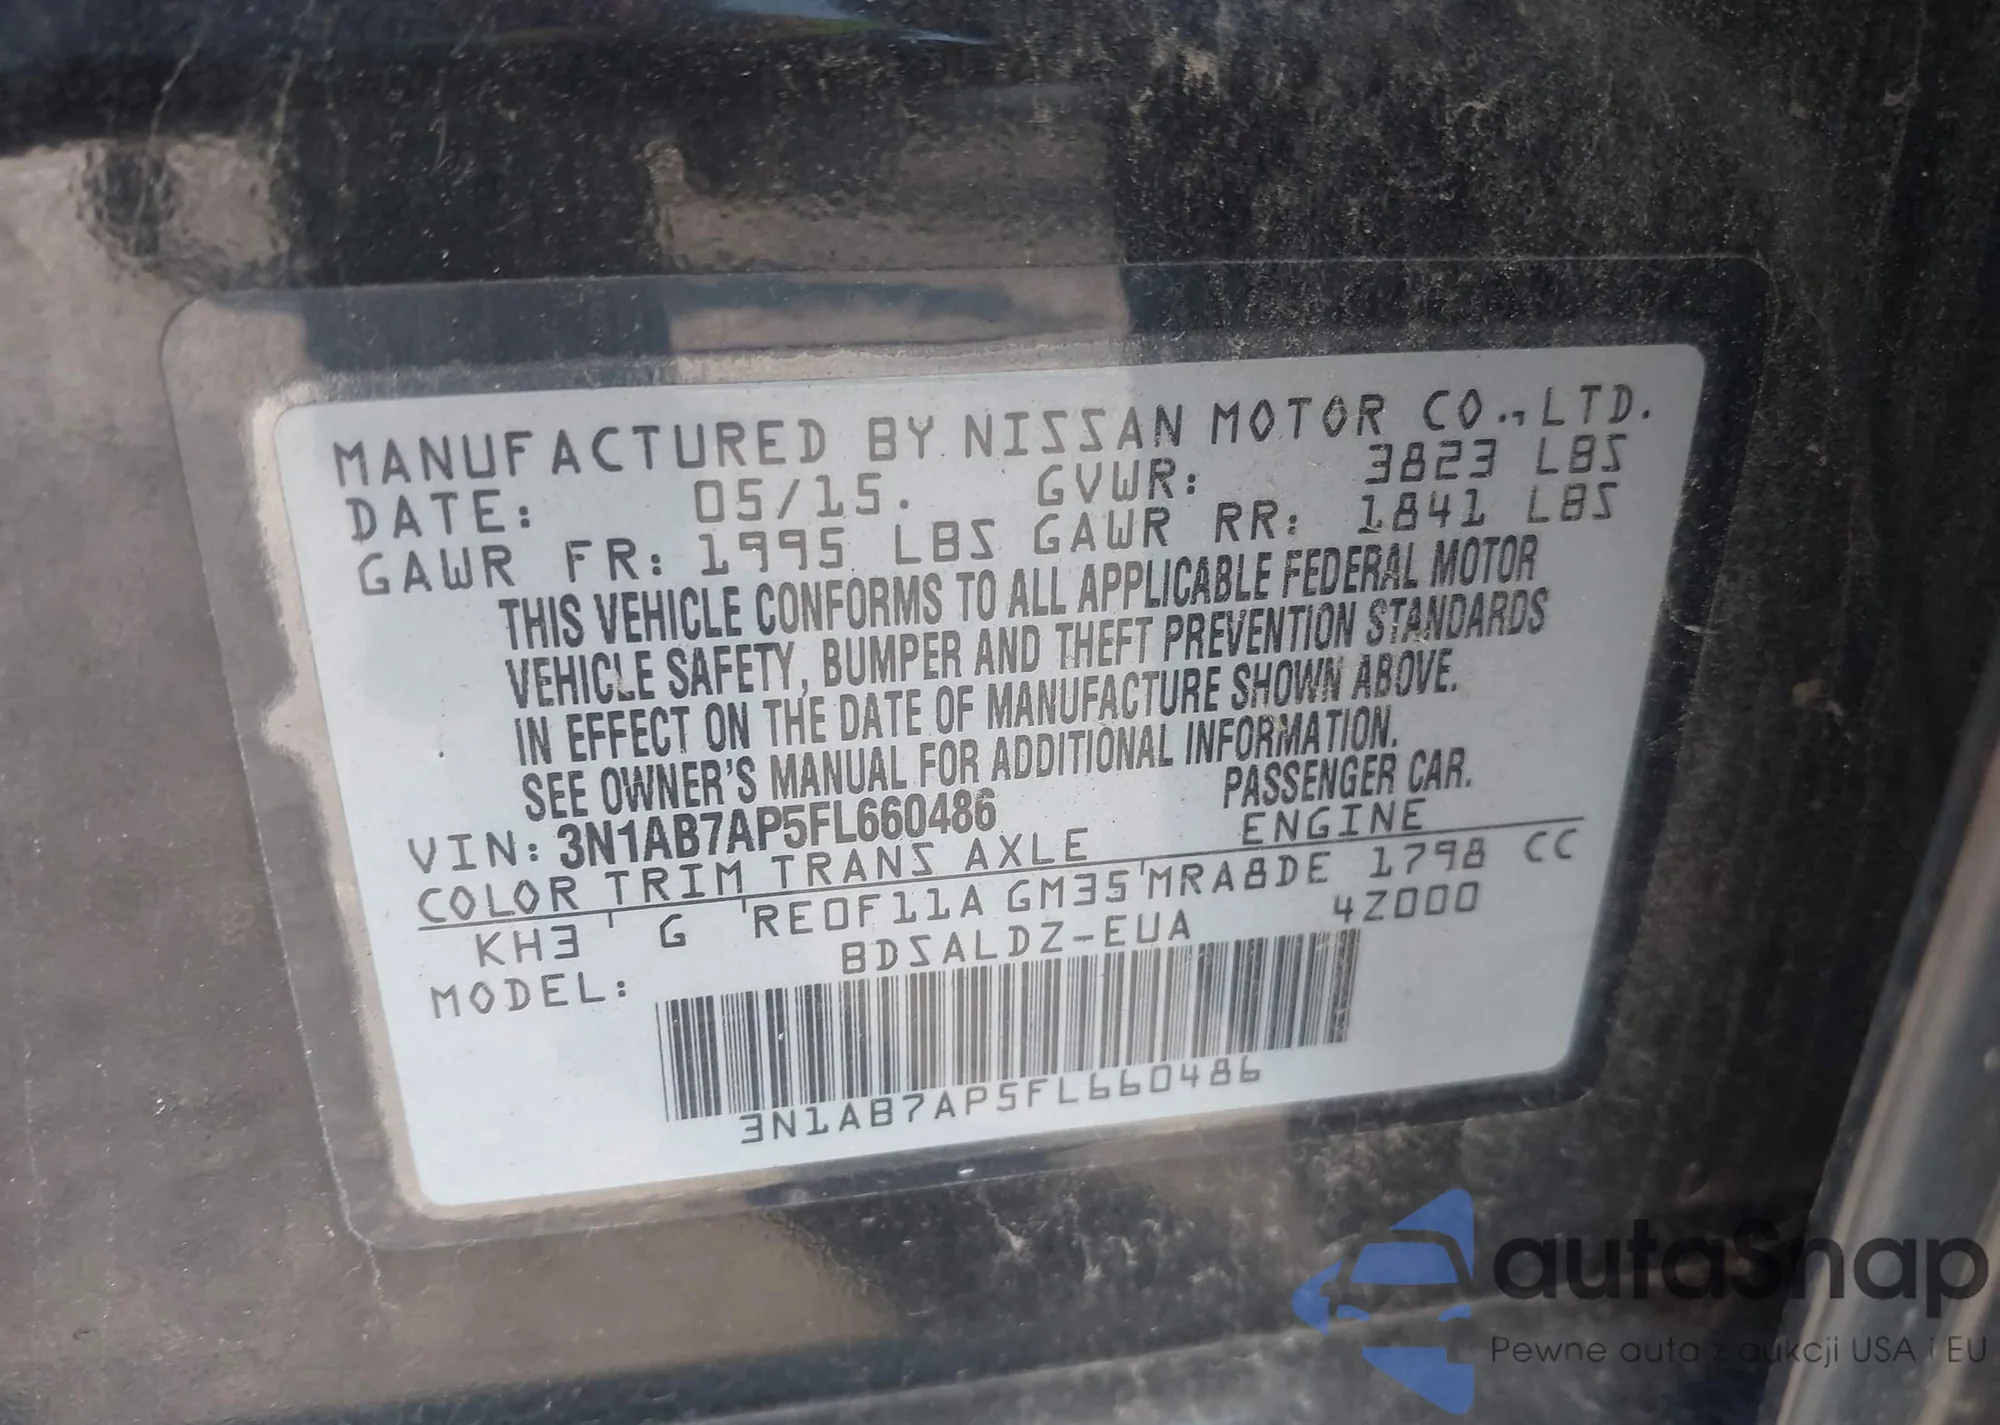 MANUFACTURED BY NISSAN MOTOR CO., LTD.
DATE: 05/15. GVWR: 3823 LBS
GAWR FR: 1995 LBS GAWR RR: 1841 LBS
THIS VEHICLE CONFORMS TO ALL APPLICABLE FEDERAL MOTOR
VEHICLE SAFETY, BUMPER AND THEFT PREVENTION STANDARDS
IN EFFECT ON THE DATE OF MANUFACTURE SHOWN ABOVE.
SEE OWNER'S MANUAL FOR ADDITIONAL INFORMATION.
VIN: 3N1AB7AP5FL660486 PASSENGER CAR.
COLOR TRIM TRANS AXLE ENGINE
KH3 G RE0F11A GM35 MRA8DE 1798 CC
MODEL: BDSALDZ-EUA 4Z000
3N1AB7AP5FL660486
autaSnap
Pewne auta z aukcji USA i EU